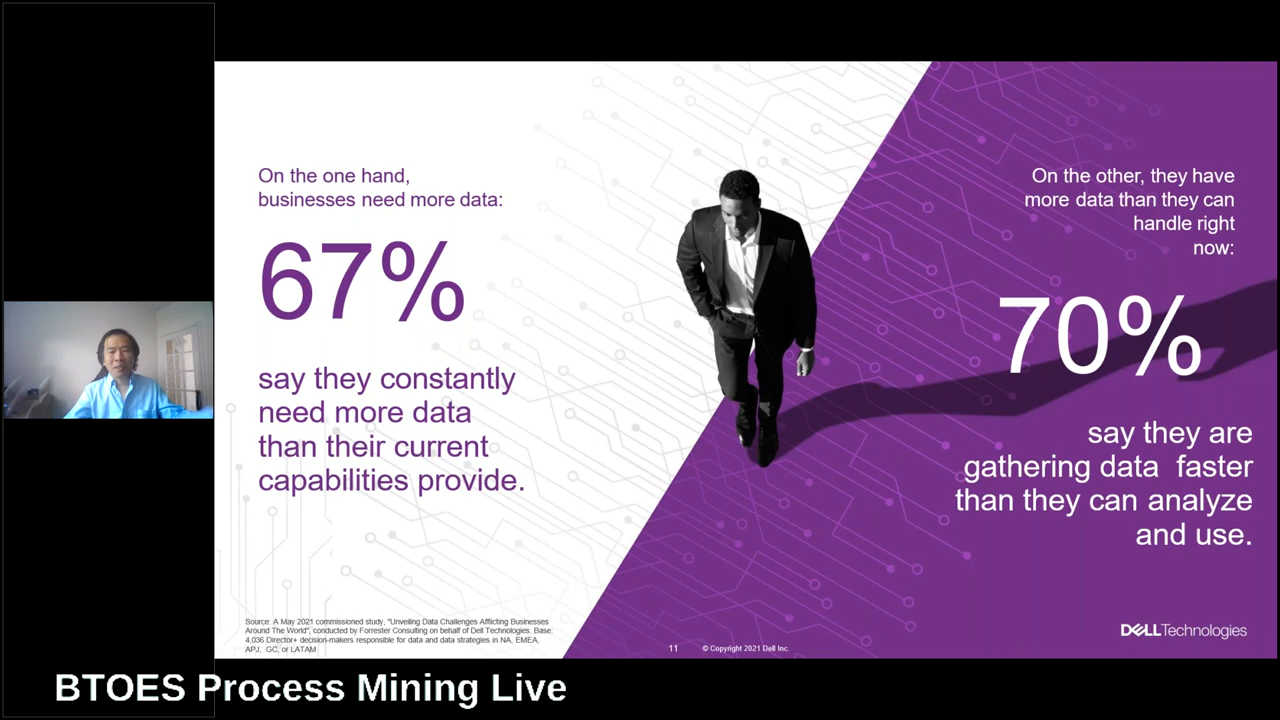 On the one hand,
businesses need more data:
67%
say they constantly
need more data
than their current
capabilities provide.
On the other, they have
more data than they can
handle right
now:
70%
say they are
gathering data  faster
than they can analyze
and use.
Source: A May 2021 commissioned study, "Unveiling Data Challenges Afflicting Businesses
Around The World", conducted by Forrester Consulting on behalf of Dell Technologies. Base:
4,036 Director+ decision-makers responsible for data and data strategies in NA, EMEA,
APJ,  GC, or LATAM
11
© Copyright 2021 Dell Inc.
DELLTechnologies
BTOES Process Mining Live